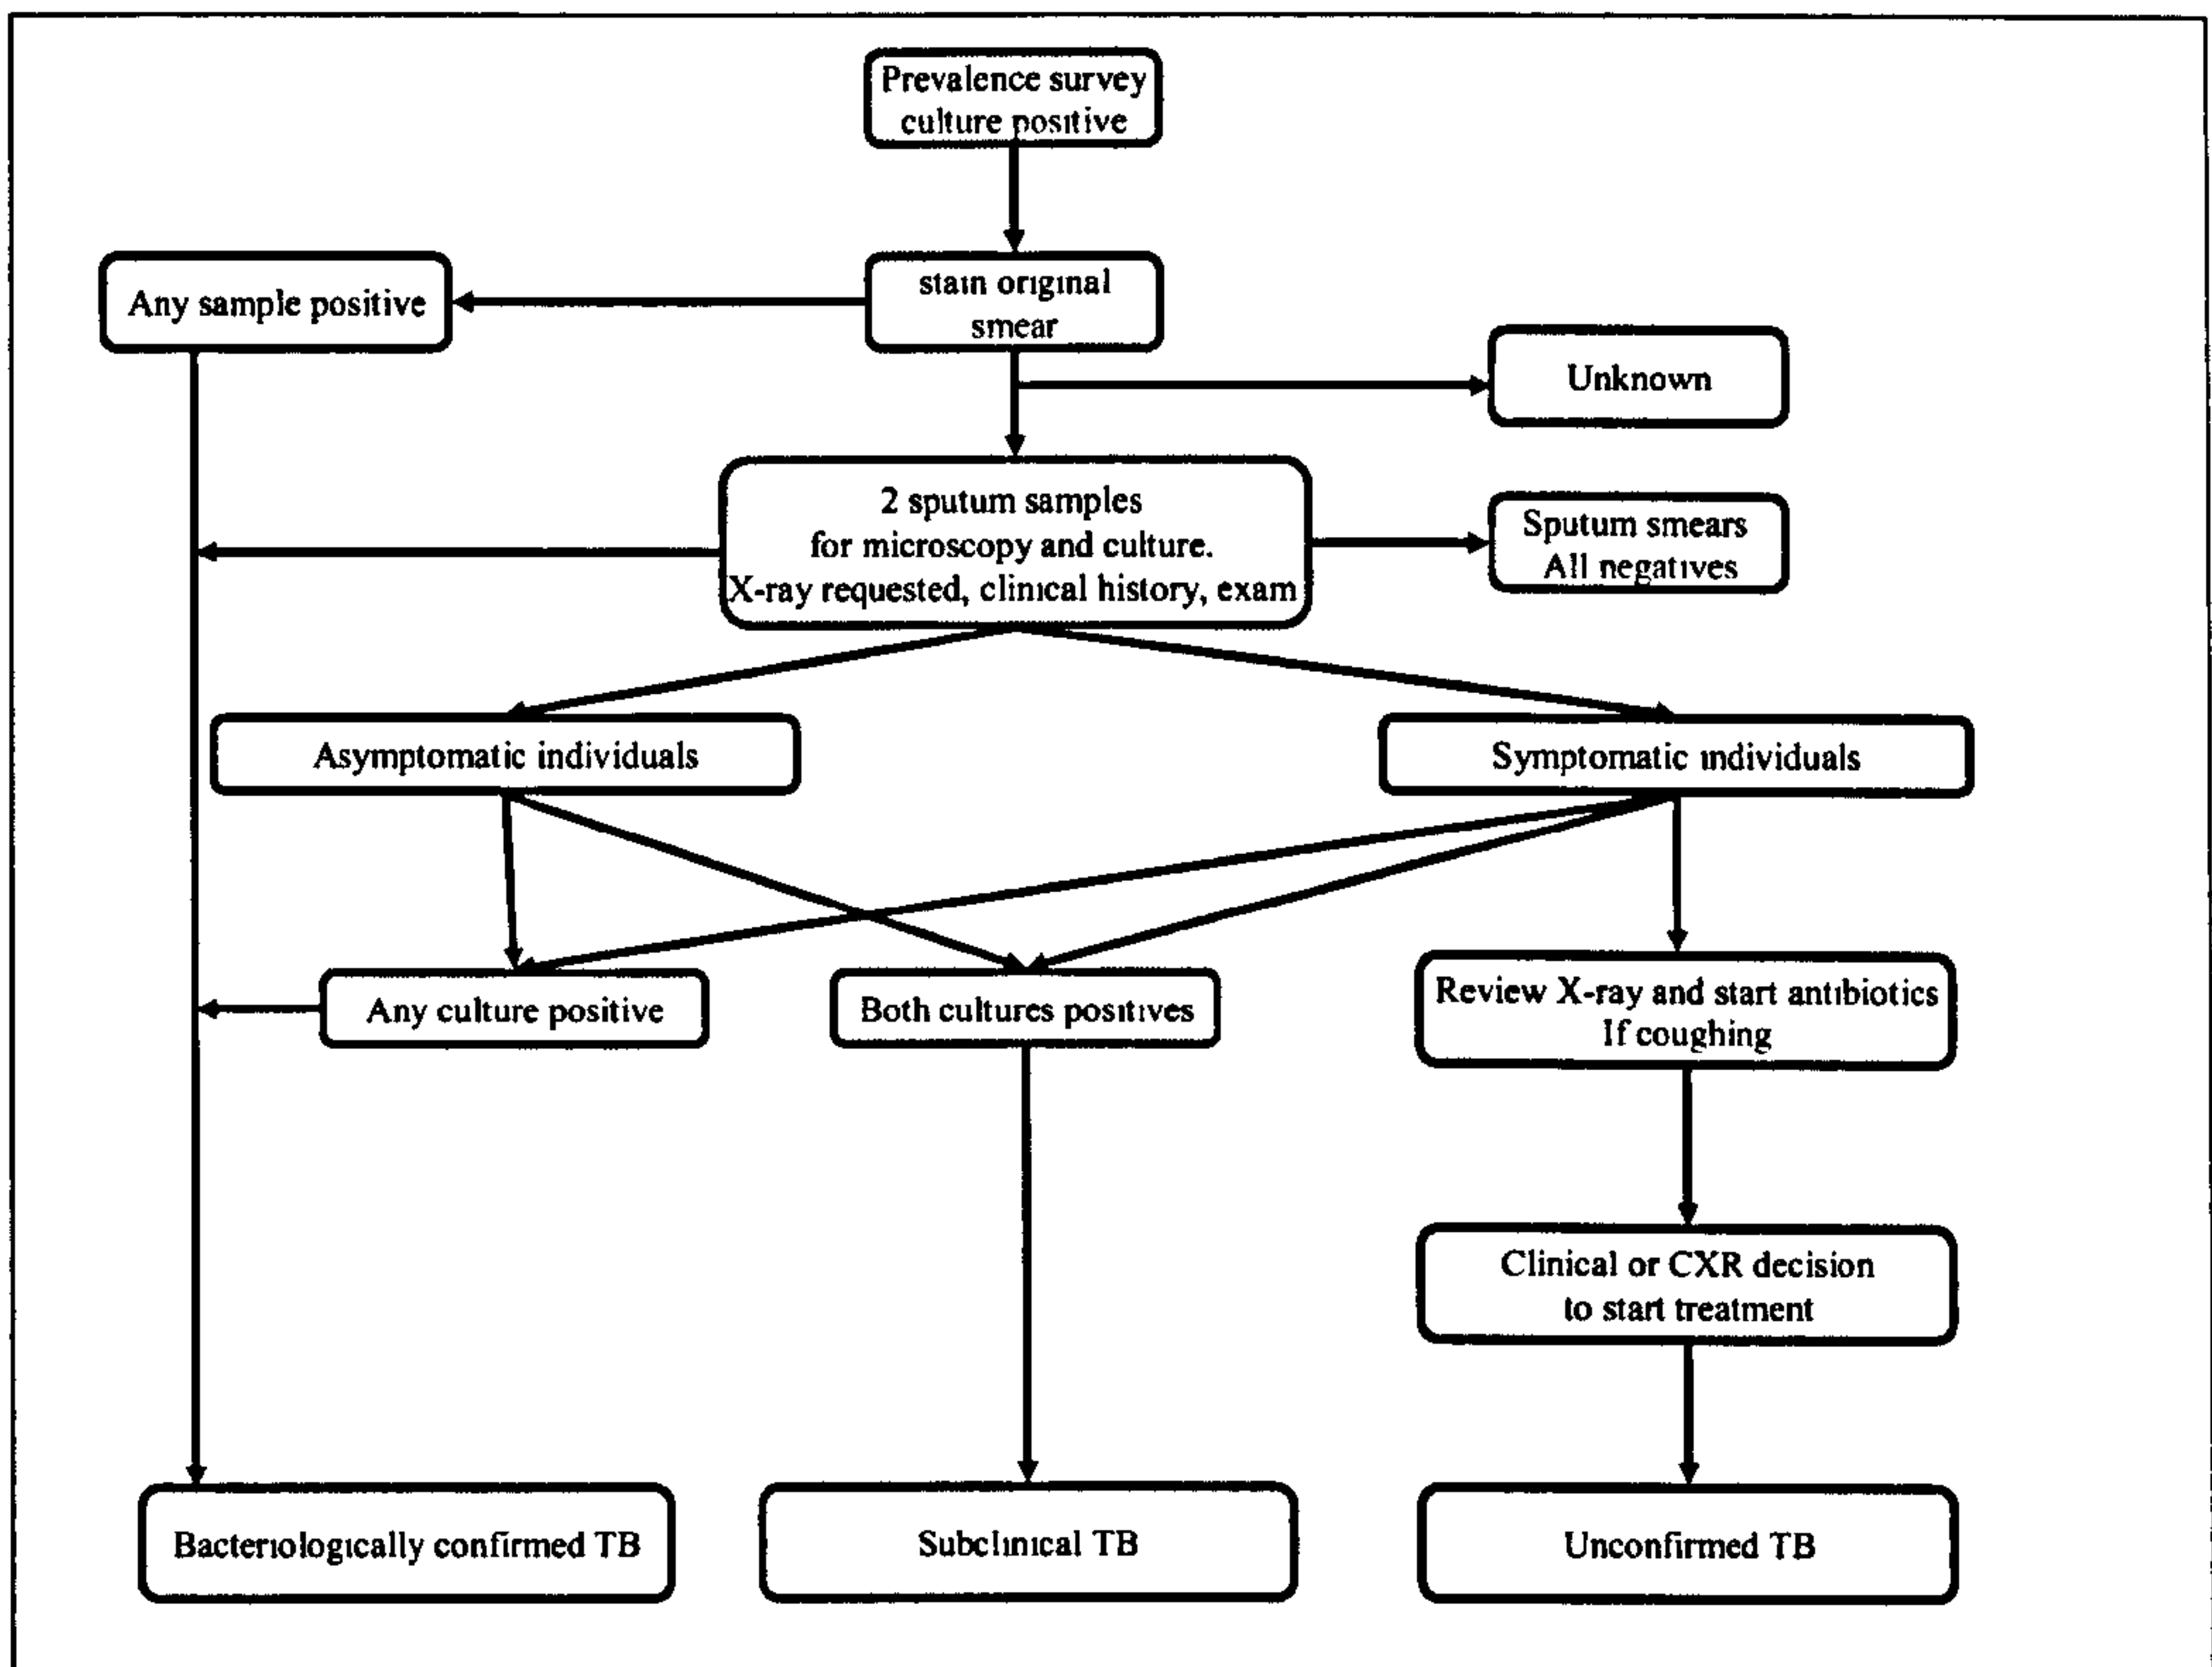 Prevalence survey
culture positive
Any sample positive
stain original
smear
Unknown
2 sputum samples
for microscopy and culture.
X-ray requested, clinical history, exam
Sputum smears
All negatives
Asymptomatic individuals
Symptomatic individuals
Any culture positive
Both cultures positives
Review X-ray and start antibiotics
If coughing
Clinical or CXR decision
to start treatment
Bacteriologically confirmed TB
Subclinical TB
Unconfirmed TB